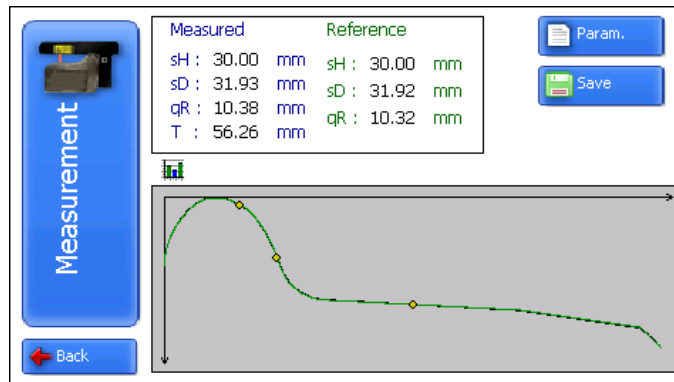 Measurement
Back
Measured
sH : 30.00 mm
sD : 31.93 mm
qR : 10.38 mm
T : 56.26 mm
Reference
sH : 30.00 mm
sD : 31.92 mm
qR : 10.32 mm
Param.
Save